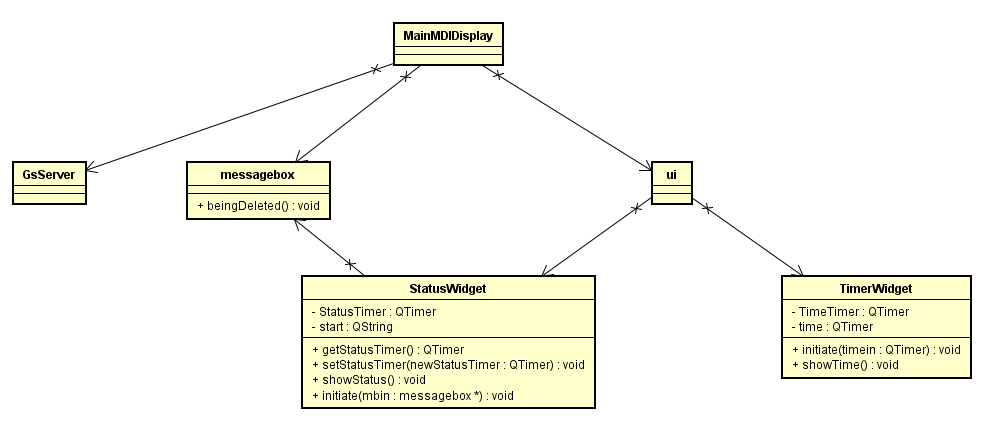 MainMDIDisplay
GsServer
messagebox
+ beingDeleted() : void
ui
StatusWidget
- StatusTimer : QTimer
- start : QString
+ getStatusTimer() : QTimer
+ setStatusTimer(newStatusTimer : QTimer) : void
+ showStatus() : void
+ initiate(mbin : messagebox *) : void
TimerWidget
- TimeTimer : QTimer
- time : QTimer
+ initiate(timein : QTimer) : void
+ showTime() : void